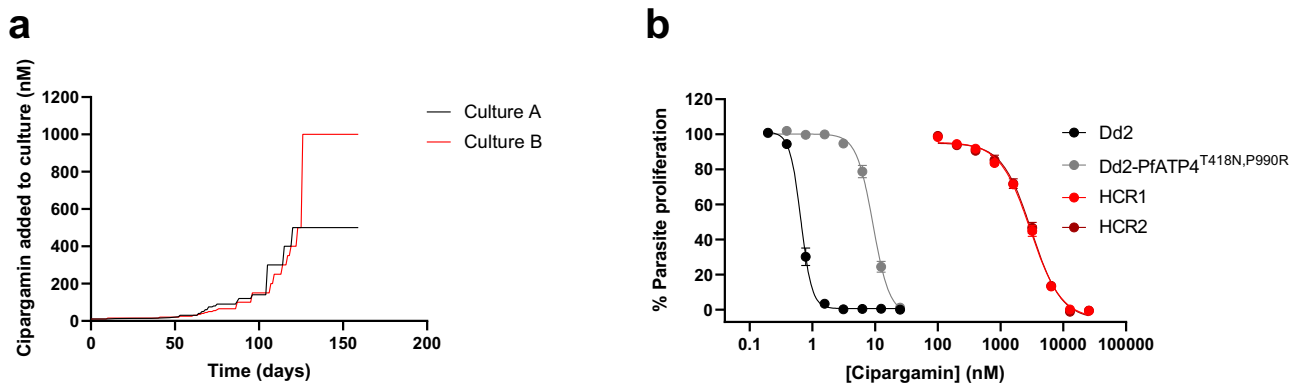 a
Cipargamin added to culture (nM)
1200
1000
800
600
400
200
0
0 50 100 150 200
Time (days)
Culture A
Culture B
b
% Parasite proliferation
120
100
80
60
40
20
0
0.1 1 10 100 1000 10000 100000
[Cipargamin] (nM)
Dd2
Dd2-PfATP4T418N,P990R
HCR1
HCR2